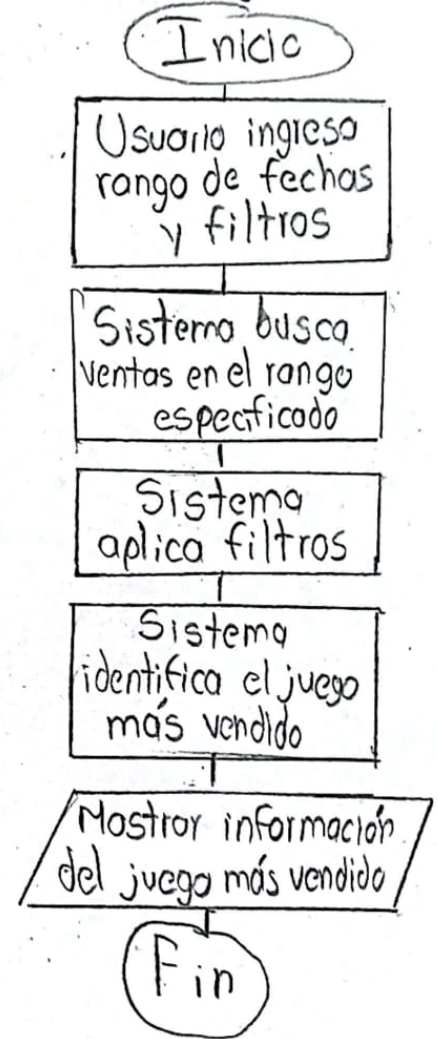 Inicio
Usuario ingresa
rango de fechas
y filtros
Sistema busca
ventas en el rango
especificado
Sistema
aplica filtros
Sistema
identifica el juego
más vendido
Mostrar información
del juego más vendido
Fin